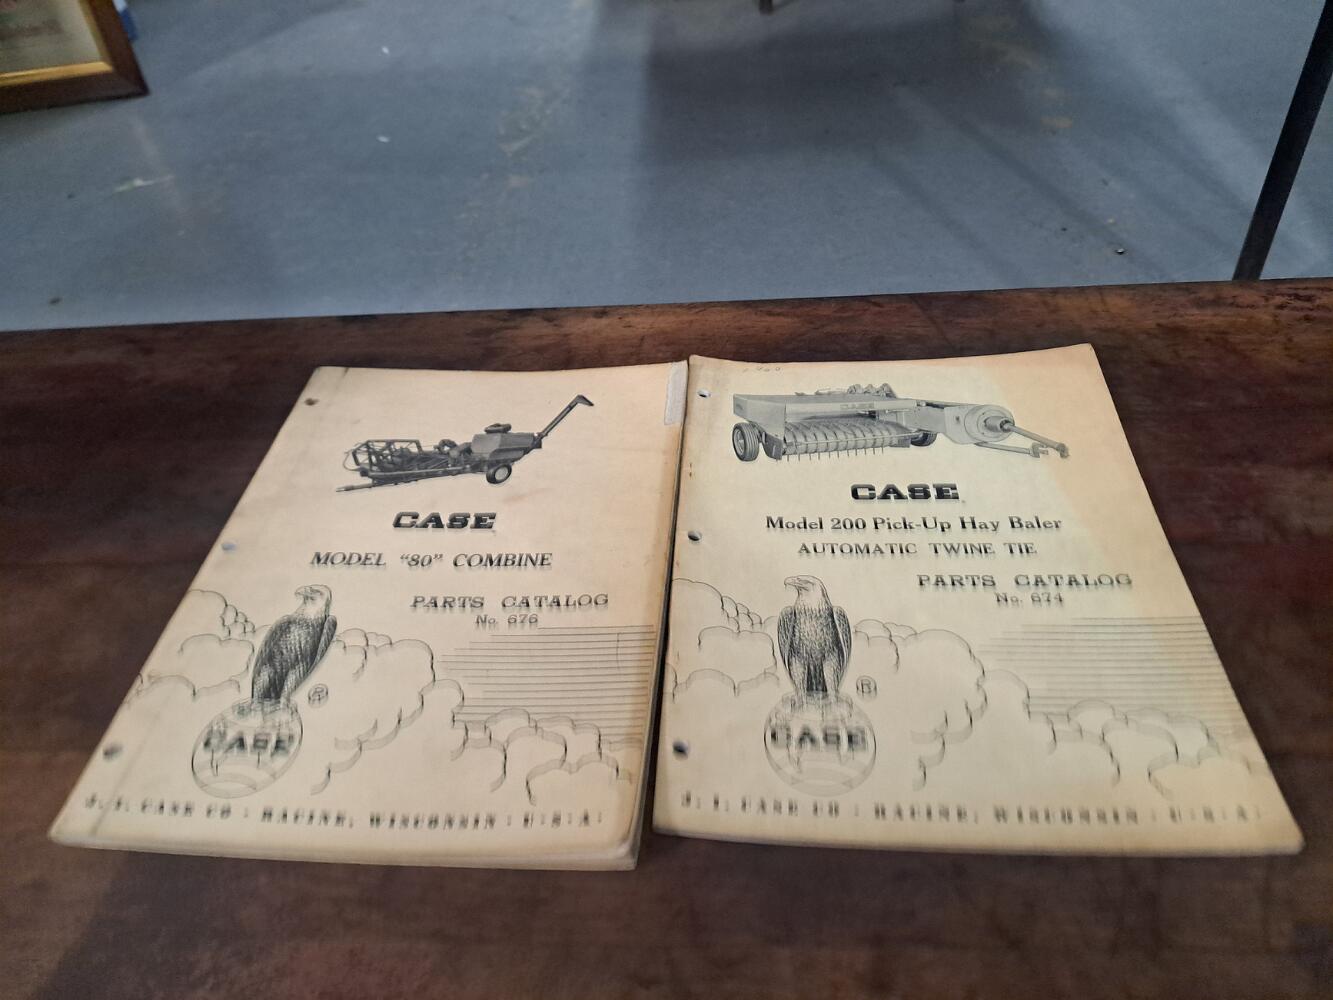 CASE
MODEL "80" COMBINE
PARTS CATALOG
No. 676
®
CASE
J. I. CASE CO. RACINE, WISCONSIN, U.S.A.
CASE
CASE
Model 200 Pick-Up Hay Baler
AUTOMATIC TWINE TIE
PARTS CATALOG
No. 674
®
CASE
J. I. CASE CO. RACINE, WISCONSIN, U.S.A.